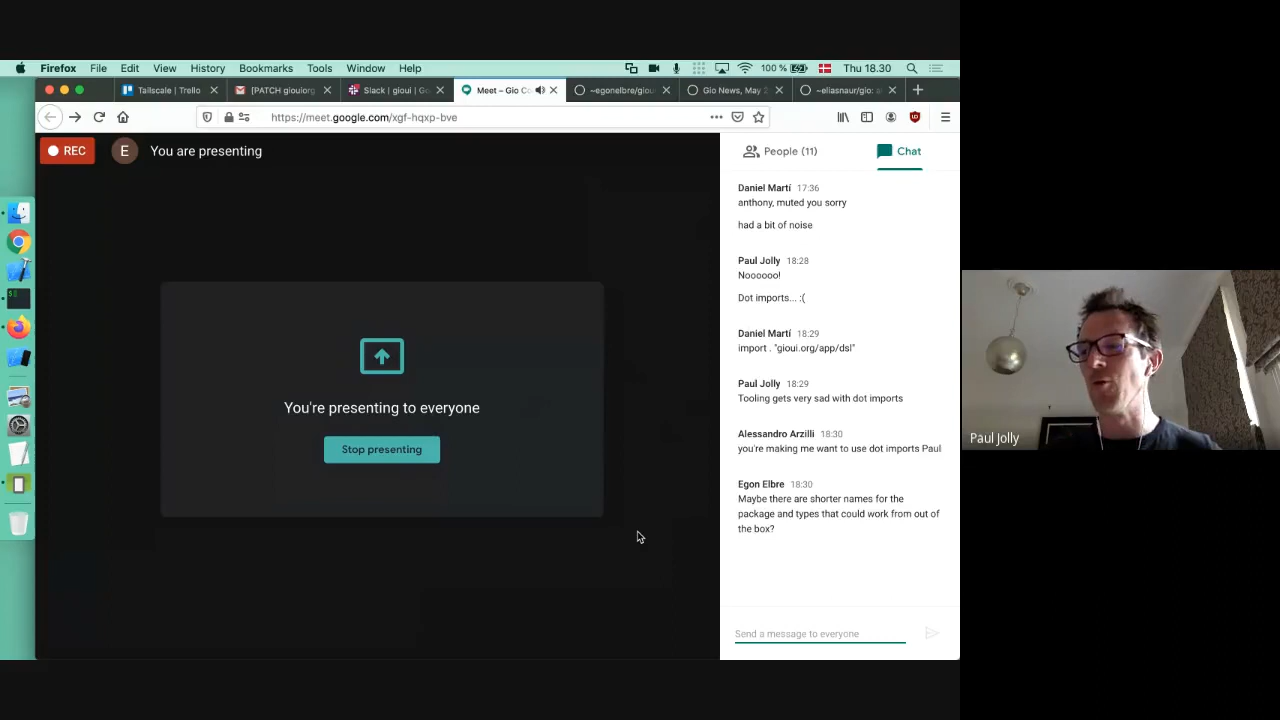 Firefox File Edit View History Bookmarks Tools Window Help 100 % Thu 18.30
Tailscale | Trello
[PATCH giouiorg
Slack | gioui | Go
Meet – Gio Co
~egonelbre/giou
Gio News, May 2
~eliasnaur/gio: a
https://meet.google.com/xgf-hqxp-bve
REC E You are presenting
People (11) Chat
Daniel Martí 17:36
anthony, muted you sorry
had a bit of noise
Paul Jolly 18:28
Noooooo!
Dot imports... :(
Daniel Martí 18:29
import . "gioui.org/app/dsl"
Paul Jolly 18:29
Tooling gets very sad with dot imports
Alessandro Arzilli 18:30
you're making me want to use dot imports Paul
Egon Elbre 18:30
Maybe there are shorter names for the
package and types that could work from out of
the box?
You're presenting to everyone
Stop presenting
Send a message to everyone
Paul Jolly